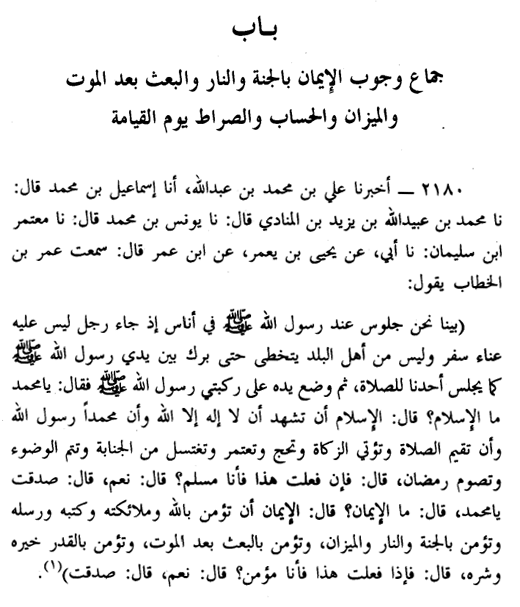 بـاب
جماع وجوب الإيمان بالجنة والنار والبعث بعد الموت
والميزان والحساب والصراط يوم القيامة
٢١٨٠ ـــ أخبرنا علي بن محمد بن عبدالله، أنا إسماعيل بن محمد قال:
نا محمد بن عبيدالله بن يزيد بن المنادي قال: نا يونس بن محمد قال: نا معتمر
ابن سليمان: نا أبي، عن يحيى بن يعمر، عن ابن عمر قال: سمعت عمر بن
الخطاب يقول:
(بينا نحن جلوس عند رسول الله ﷺ في أناس إذ جاء رجل ليس عليه
عناء سفر وليس من أهل البلد يتخطى حتى برك بين يدي رسول الله ﷺ
كما يجلس أحدنا للصلاة، ثم وضع يده على ركبتي رسول الله ﷺ فقال: يامحمد
ما الإسلام؟ قال: الإسلام أن تشهد أن لا إله إلا الله وأن محمداً رسول الله
وأن تقيم الصلاة وتؤتي الزكاة وتحج وتعتمر وتغتسل من الجنابة وتتم الوضوء
وتصوم رمضان، قال: فإن فعلت هذا فأنا مسلم؟ قال: نعم، قال: صدقت
يامحمد، قال: ما الإيمان؟ قال: الإيمان أن تؤمن بالله وملائكته وكتبه ورسله
وتؤمن بالجنة والنار والميزان، وتؤمن بالبعث بعد الموت، وتؤمن بالقدر خيره
وشره، قال: فإذا فعلت هذا فأنا مؤمن؟ قال: نعم، قال: صدقت)(١).